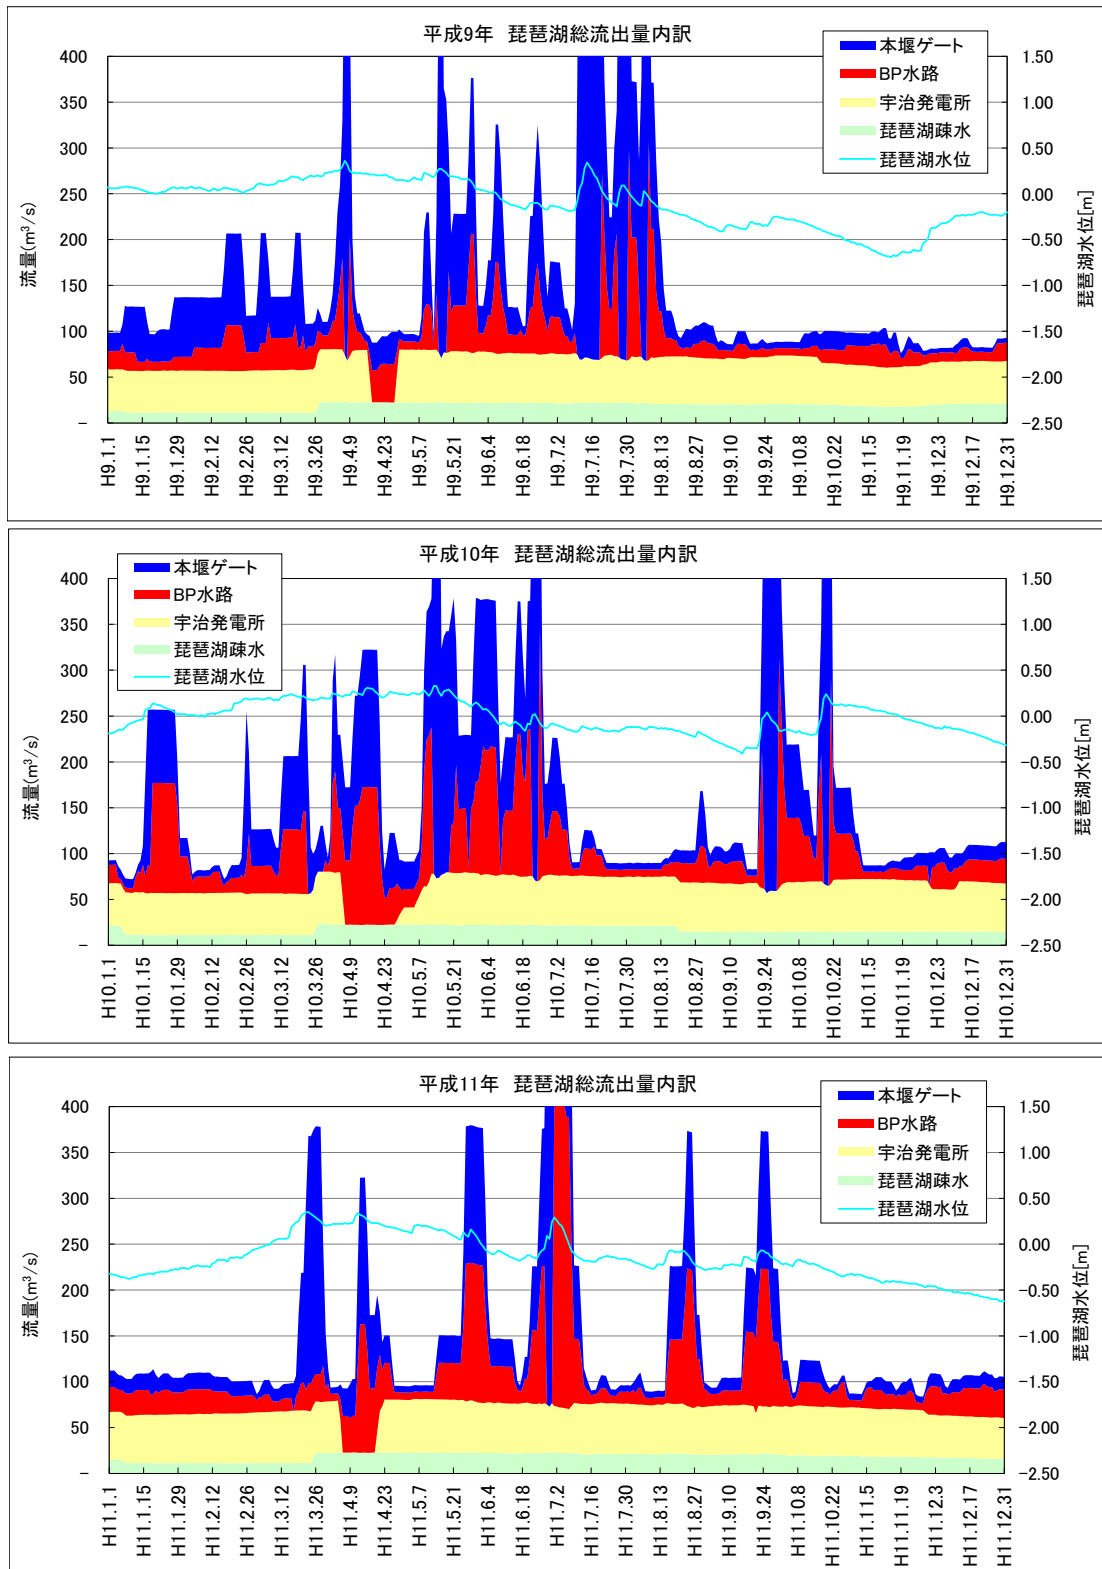 平成9年 琵琶湖総流出量内訳
本堰ゲート
BP水路
宇治発電所
琵琶湖疎水
琵琶湖水位
流量(m³/s)
400
350
300
250
200
150
100
50
－
琵琶湖水位[m]
1.50
1.00
0.50
0.00
−0.50
−1.00
−1.50
−2.00
−2.50
H9.1.1
H9.1.15
H9.1.29
H9.2.12
H9.2.26
H9.3.12
H9.3.26
H9.4.9
H9.4.23
H9.5.7
H9.5.21
H9.6.4
H9.6.18
H9.7.2
H9.7.16
H9.7.30
H9.8.13
H9.8.27
H9.9.10
H9.9.24
H9.10.8
H9.10.22
H9.11.5
H9.11.19
H9.12.3
H9.12.17
H9.12.31
平成10年 琵琶湖総流出量内訳
本堰ゲート
BP水路
宇治発電所
琵琶湖疎水
琵琶湖水位
流量(m³/s)
400
350
300
250
200
150
100
50
－
琵琶湖水位[m]
1.50
1.00
0.50
0.00
−0.50
−1.00
−1.50
−2.00
−2.50
H10.1.1
H10.1.15
H10.1.29
H10.2.12
H10.2.26
H10.3.12
H10.3.26
H10.4.9
H10.4.23
H10.5.7
H10.5.21
H10.6.4
H10.6.18
H10.7.2
H10.7.16
H10.7.30
H10.8.13
H10.8.27
H10.9.10
H10.9.24
H10.10.8
H10.10.22
H10.11.5
H10.11.19
H10.12.3
H10.12.17
H10.12.31
平成11年 琵琶湖総流出量内訳
本堰ゲート
BP水路
宇治発電所
琵琶湖疎水
琵琶湖水位
流量(m³/s)
400
350
300
250
200
150
100
50
－
琵琶湖水位[m]
1.50
1.00
0.50
0.00
−0.50
−1.00
−1.50
−2.00
−2.50
H11.1.1
H11.1.15
H11.1.29
H11.2.12
H11.2.26
H11.3.12
H11.3.26
H11.4.9
H11.4.23
H11.5.7
H11.5.21
H11.6.4
H11.6.18
H11.7.2
H11.7.16
H11.7.30
H11.8.13
H11.8.27
H11.9.10
H11.9.24
H11.10.8
H11.10.22
H11.11.5
H11.11.19
H11.12.3
H11.12.17
H11.12.31